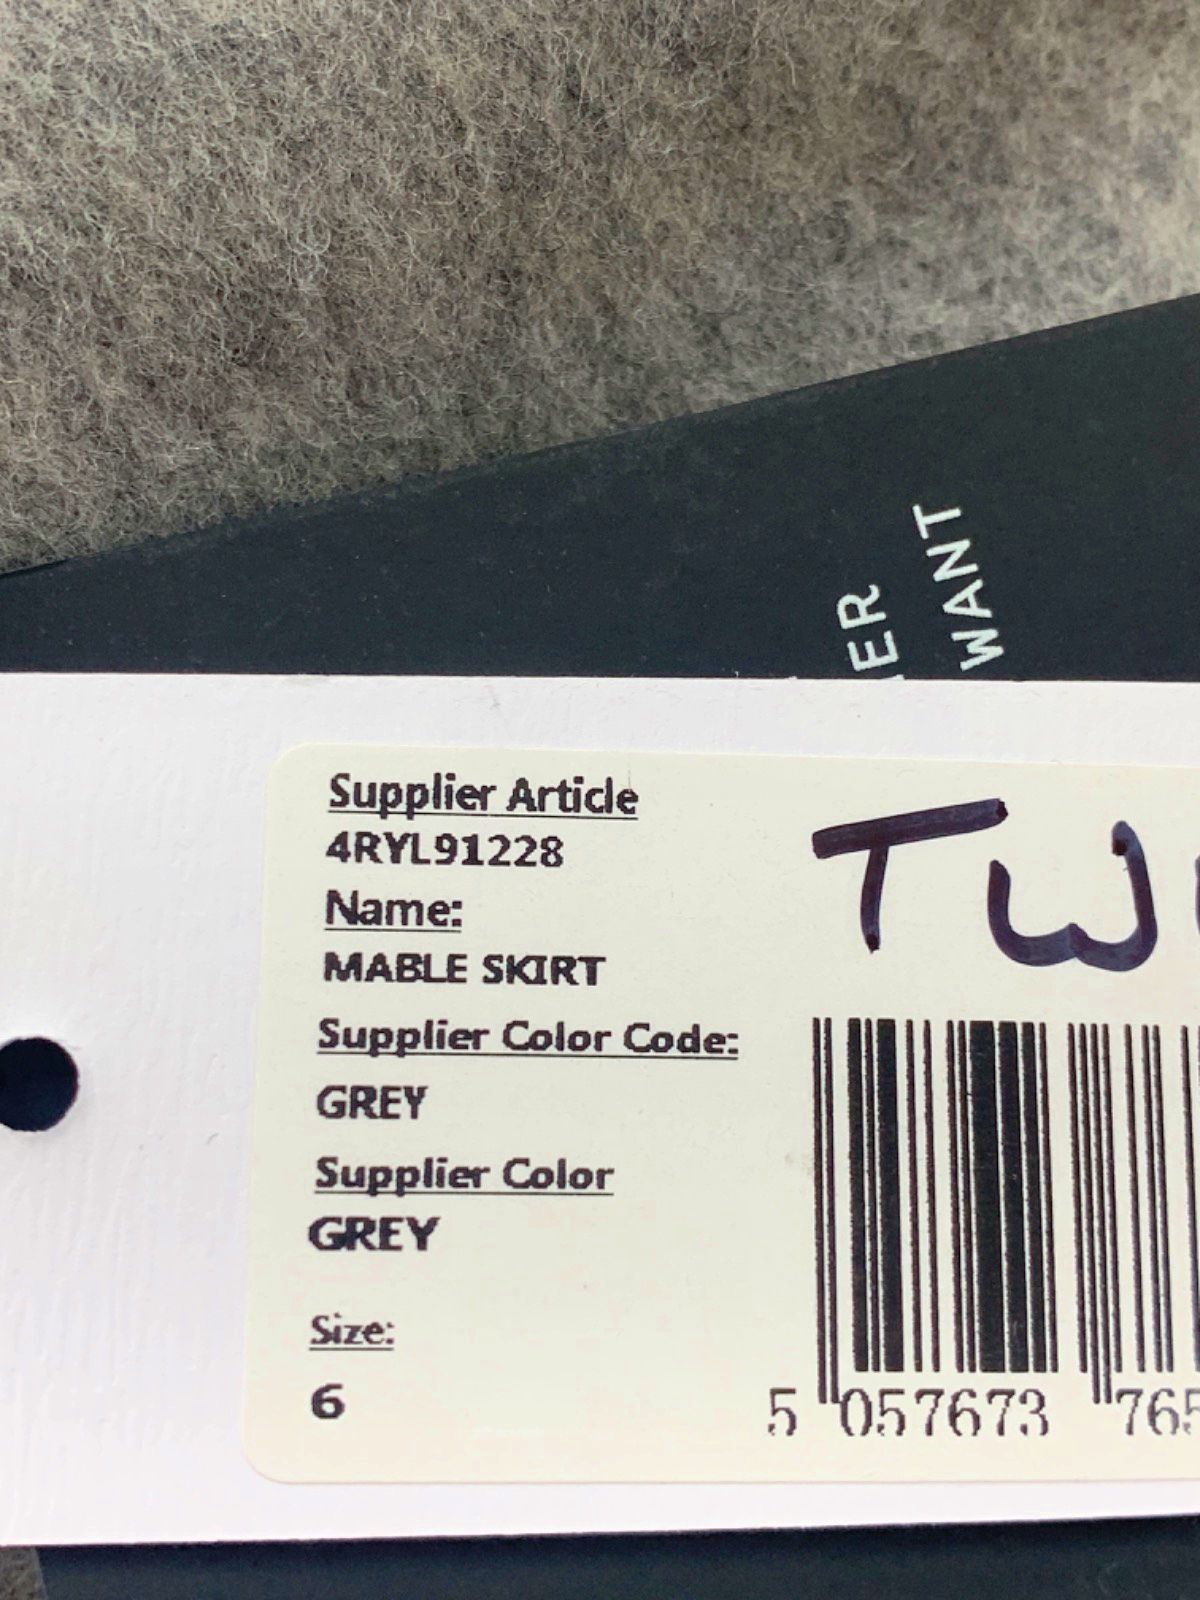 WANT
Supplier Article
4RYL91228
Name:
MABLE SKIRT
Supplier Color Code:
GREY
Supplier Color
GREY
Size:
6
TW
5 057673 765